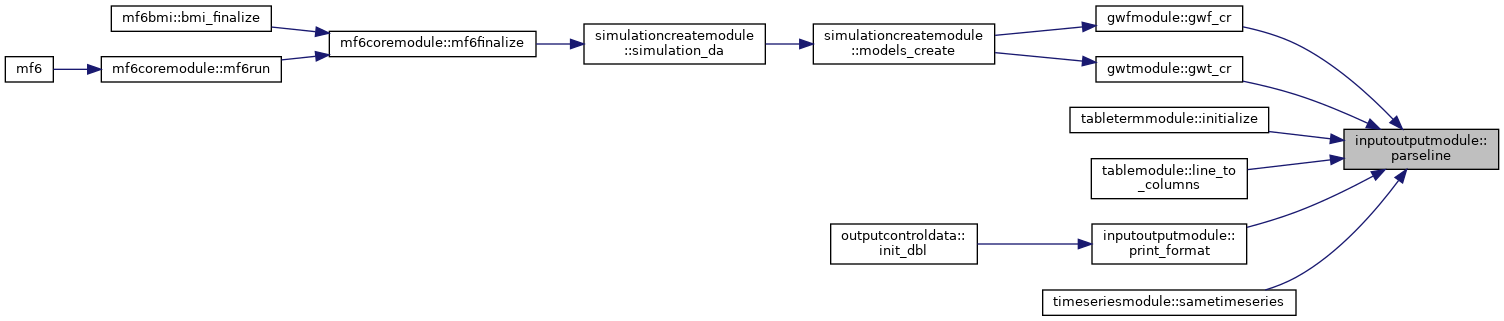 mf6bmi::bmi_finalize
mf6
mf6coremodule::mf6run
mf6coremodule::mf6finalize
simulationcreatemodule
::simulation_da
simulationcreatemodule
::models_create
gwfmodule::gwf_cr
gwtmodule::gwt_cr
tabletermmodule::initialize
tablemodule::line_to
_columns
outputcontroldata::
init_dbl
inputoutputmodule::
print_format
timeseriesmodule::sametimeseries
inputoutputmodule::
parseline